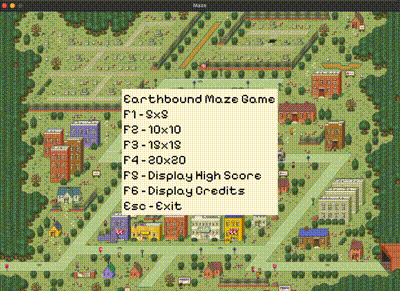 Maze
Earthbound Maze Game
F1 - 5x5
F2 - 10x10
F3 - 15x15
F4 - 20x20
F5 - Display High Score
F6 - Display Credits
Esc - Exit